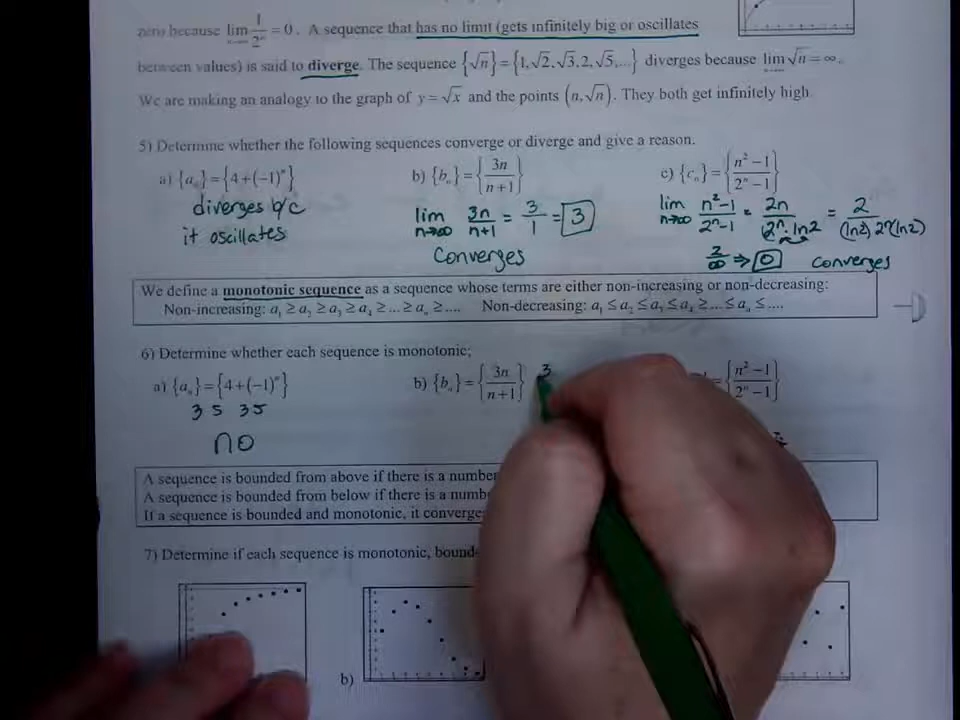 zero because lim 1/2ⁿ = 0 . A sequence that has no limit (gets infinitely big or oscillates
between values) is said to diverge. The sequence {√n} = {1, √2, √3, 2, √5, ...} diverges because lim √n = ∞.
We are making an analogy to the graph of y = √x and the points (n, √n). They both get infinitely high
5) Determine whether the following sequences converge or diverge and give a reason.
a) {aₙ} = {4+(−1)ⁿ} b) {bₙ} = {3n/(n+1)} c) {cₙ} = {(n²−1)/(2ⁿ−1)}
diverges b/c
it oscillates
lim n→∞ 3n/(n+1) = 3/1 = 3
Converges
lim n→∞ (n²-1)/(2ⁿ-1) = 2n/(2ⁿ·ln2) = 2/((ln2) 2ⁿ(ln2))
2/∞ ⇒ 0 converges
We define a monotonic sequence as a sequence whose terms are either non-increasing or non-decreasing:
Non-increasing: a₁ ≥ a₂ ≥ a₃ ≥ a₄ ≥ ... ≥ aₙ ≥ .... Non-decreasing: a₁ ≤ a₂ ≤ a₃ ≤ a₄ ≥ ... ≤ aₙ ≤ ....
6) Determine whether each sequence is monotonic;
a) {aₙ} = {4+(−1)ⁿ} b) {bₙ} = {3n/(n+1)} 3 = {(n²−1)/(2ⁿ−1)}
3 5 3 5
no
A sequence is bounded from above if there is a number
A sequence is bounded from below if there is a
If a sequence is bounded and monotonic, it
7) Determine if each sequence is monotonic,
b)